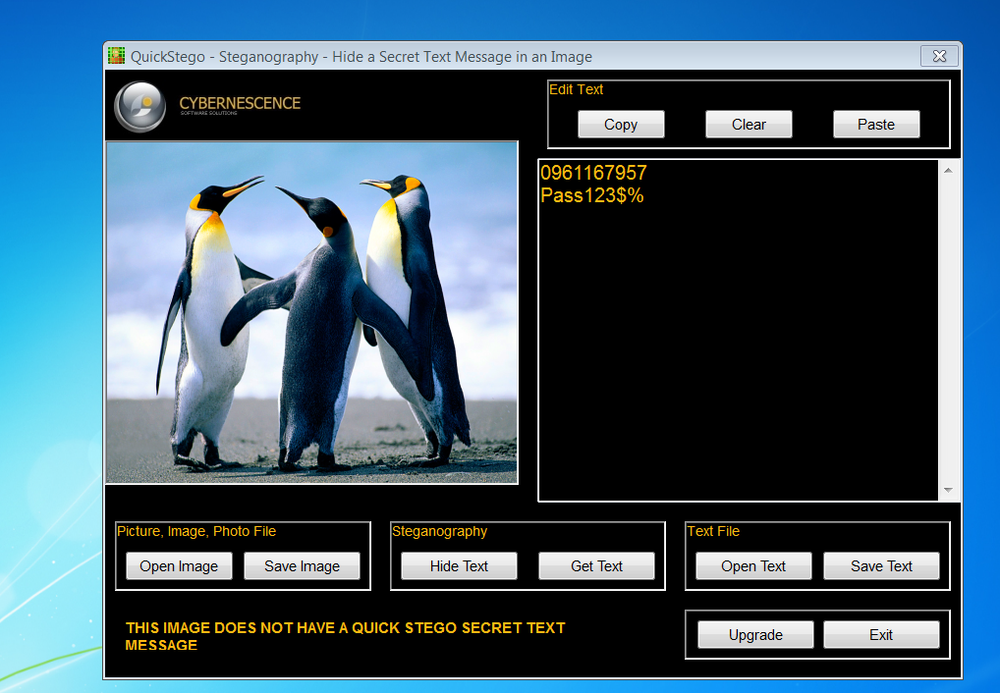 QuickStego - Steganography - Hide a Secret Text Message in an Image
CYBERNESCENCE
SOFTWARE SOLUTIONS
Edit Text
Copy
Clear
Paste
0961167957
Pass123$%
Picture, Image, Photo File
Open Image
Save Image
Steganography
Hide Text
Get Text
Text File
Open Text
Save Text
THIS IMAGE DOES NOT HAVE A QUICK STEGO SECRET TEXT
MESSAGE
Upgrade
Exit